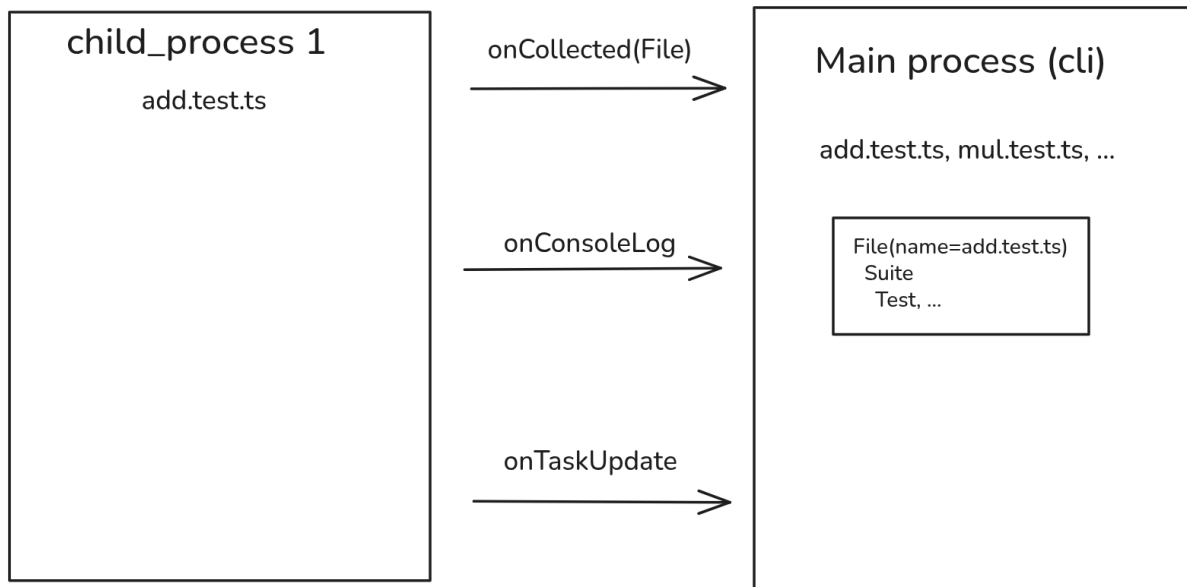 child_process 1
add.test.ts
onCollected(File)
onConsoleLog
onTaskUpdate
Main process (cli)
add.test.ts, mul.test.ts, ...
File(name=add.test.ts)
Suite
Test, ...